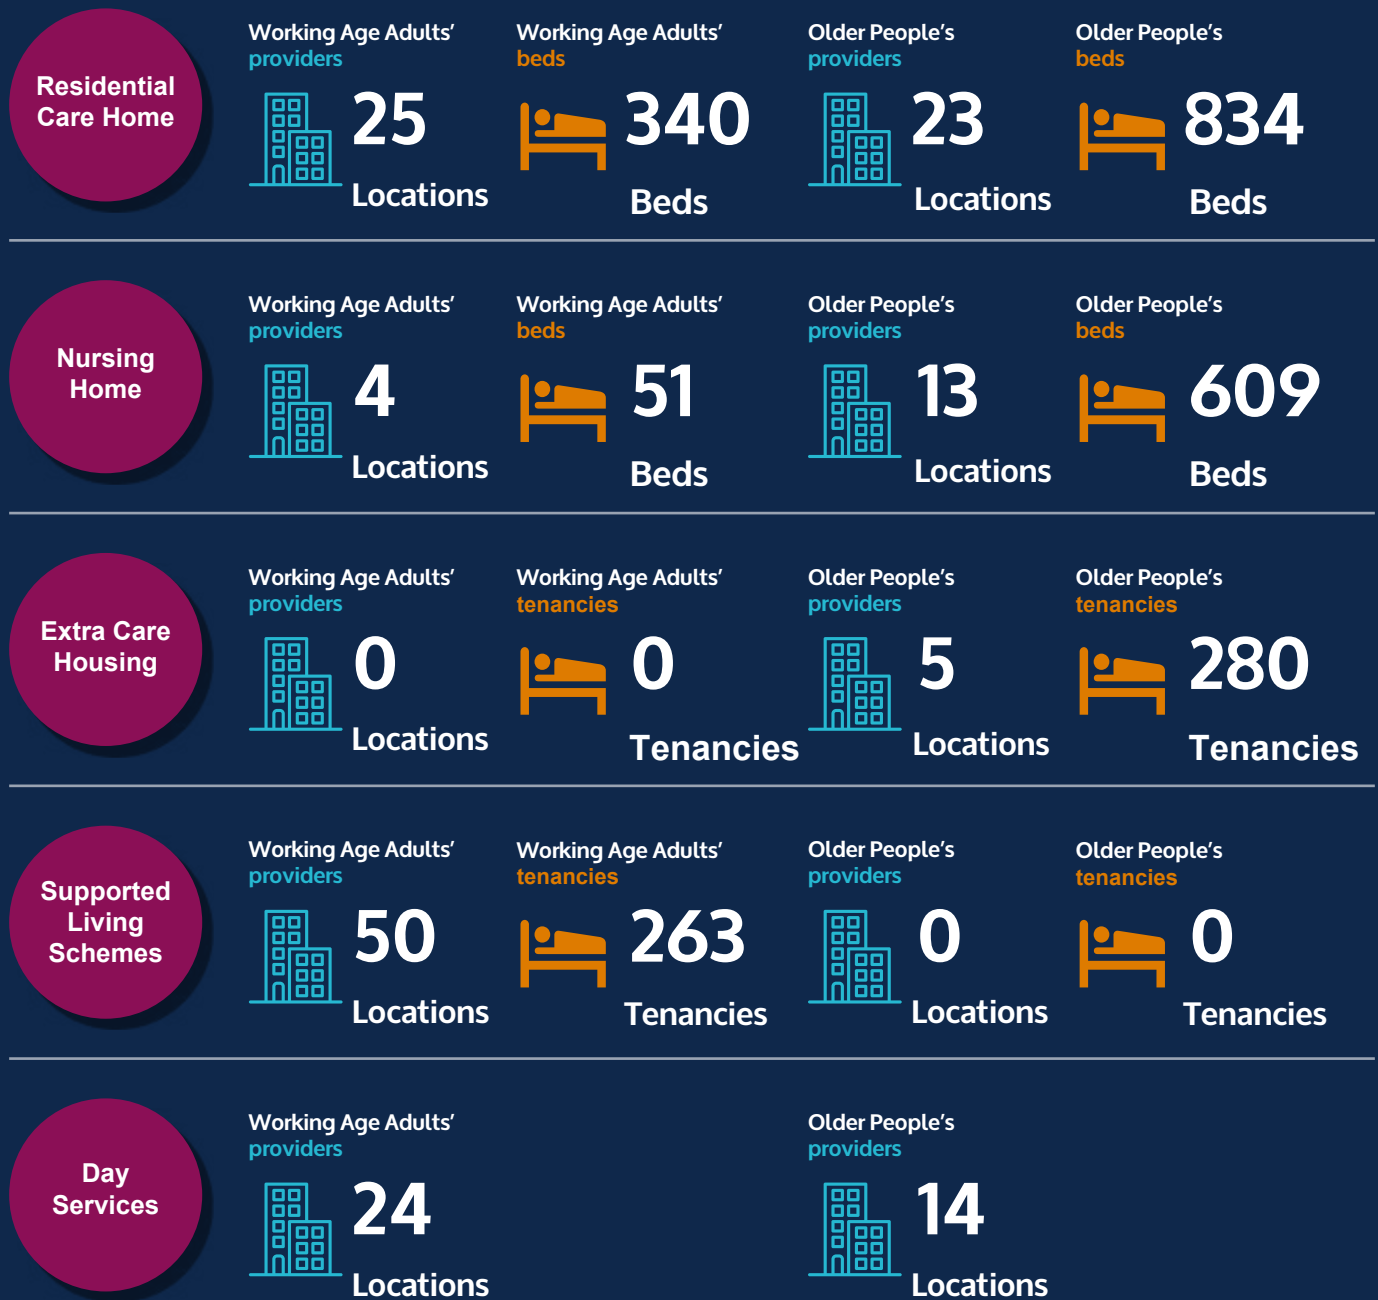 Residential
Care Home
Working Age Adults’
providers
25
Locations
Working Age Adults’
beds
340
Beds
Older People’s
providers
23
Locations
Older People’s
beds
834
Beds
Nursing
Home
Working Age Adults’
providers
4
Locations
Working Age Adults’
beds
51
Beds
Older People’s
providers
13
Locations
Older People’s
beds
609
Beds
Extra Care
Housing
Working Age Adults’
providers
0
Locations
Working Age Adults’
tenancies
0
Tenancies
Older People’s
providers
5
Locations
Older People’s
tenancies
280
Tenancies
Supported
Living
Schemes
Working Age Adults’
providers
50
Locations
Working Age Adults’
tenancies
263
Tenancies
Older People’s
providers
0
Locations
Older People’s
tenancies
0
Tenancies
Day
Services
Working Age Adults’
providers
24
Locations
Older People’s
providers
14
Locations